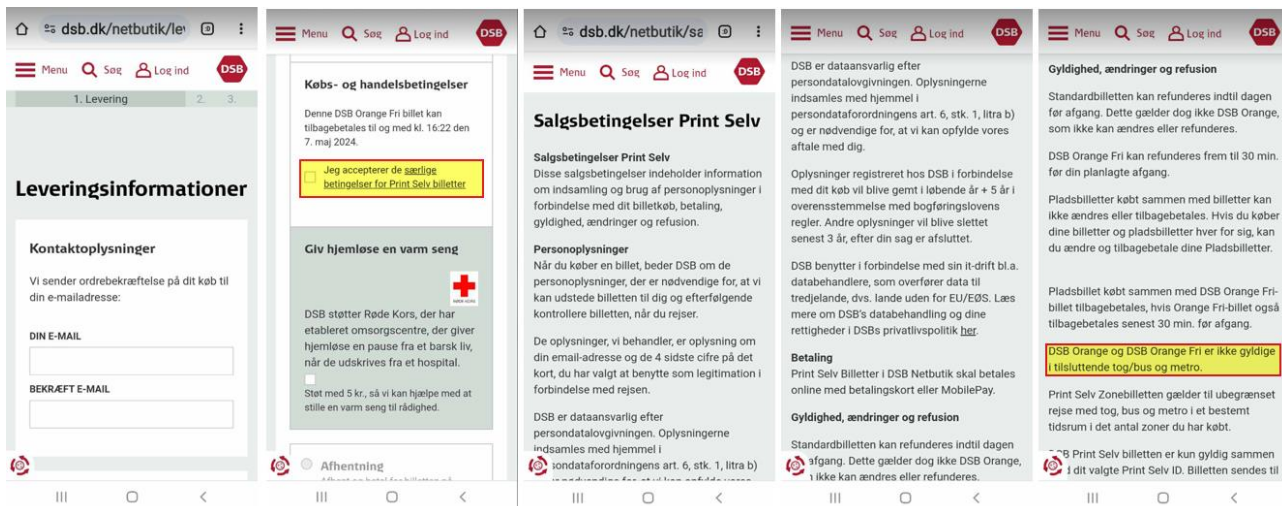 dsb.dk/netbutik/lev
Menu Søg Log ind DSB
1. Levering 2. 3.
Leveringsinformationer
Kontaktoplysninger
Vi sender ordrebekræftelse på dit køb til
din e-mailadresse:
DIN E-MAIL
BEKRÆFT E-MAIL
Menu Søg Log ind DSB
Købs- og handelsbetingelser
Denne DSB Orange Fri billet kan
tilbagebetales til og med kl. 16:22 den
7. maj 2024.
Jeg accepterer de særlige
betingelser for Print Selv billetter
Giv hjemløse en varm seng
RØDE KORS
DSB støtter Røde Kors, der har
etableret omsorgscentre, der giver
hjemløse en pause fra et barsk liv,
når de udskrives fra et hospital.
Støt med 5 kr., så vi kan hjælpe med at
stille en varm seng til rådighed.
Afhentning
dsb.dk/netbutik/sa
Menu Søg Log ind DSB
Salgsbetingelser Print Selv
Salgsbetingelser Print Selv
Disse salgsbetingelser indeholder information
om indsamling og brug af personoplysninger i
forbindelse med dit billetkøb, betaling,
gyldighed, ændringer og refusion.
Personoplysninger
Når du køber en billet, beder DSB om de
personoplysninger, der er nødvendige for, at vi
kan udstede billetten til dig og efterfølgende
kontrollere billetten, når du rejser.
De oplysninger, vi behandler, er oplysning om
din email-adresse og de 4 sidste cifre på det
kort, du har valgt at benytte som legitimation i
forbindelse med rejsen.
DSB er dataansvarlig efter
persondatalovgivningen. Oplysningerne
indsamles med hjemmel i
sondataforordningens art. 6, stk. 1, litra b)
Menu Søg Log ind DSB
DSB er dataansvarlig efter
persondatalovgivningen. Oplysningerne
indsamles med hjemmel i
persondataforordningens art. 6, stk. 1, litra b)
og er nødvendige for, at vi kan opfylde vores
aftale med dig.
Oplysninger registreret hos DSB i forbindelse
med dit køb vil blive gemt i løbende år + 5 år i
overensstemmelse med bogføringslovens
regler. Andre oplysninger vil blive slettet
senest 3 år, efter din sag er afsluttet.
DSB benytter i forbindelse med sin it-drift bl.a.
databehandlere, som overfører data til
tredjelande, dvs. lande uden for EU/EØS. Læs
mere om DSB's databehandling og dine
rettigheder i DSBs privatlivspolitik her.
Betaling
Print Selv Billetter i DSB Netbutik skal betales
online med betalingskort eller MobilePay.
Gyldighed, ændringer og refusion
Standardbilletten kan refunderes indtil dagen
afgang. Dette gælder dog ikke DSB Orange,
ikke kan ændres eller refunderes.
Menu Søg Log ind DSB
Gyldighed, ændringer og refusion
Standardbilletten kan refunderes indtil dagen
før afgang. Dette gælder dog ikke DSB Orange,
som ikke kan ændres eller refunderes.
DSB Orange Fri kan refunderes frem til 30 min.
før din planlagte afgang.
Pladsbilletter købt sammen med billetter kan
ikke ændres eller tilbagebetales. Hvis du køber
dine billetter og pladsbilletter hver for sig, kan
du ændre og tilbagebetale dine Pladsbilletter.
Pladsbillet købt sammen med DSB Orange Fri-
billet tilbagebetales, hvis Orange Fri-billet også
tilbagebetales senest 30 min. før afgang.
DSB Orange og DSB Orange Fri er ikke gyldige
i tilsluttende tog/bus og metro.
Print Selv Zonebilletten gælder til ubegrænset
rejse med tog, bus og metro i et bestemt
tidsrum i det antal zoner du har købt.
Print Selv billetten er kun gyldig sammen
dit valgte Print Selv ID. Billetten sendes til